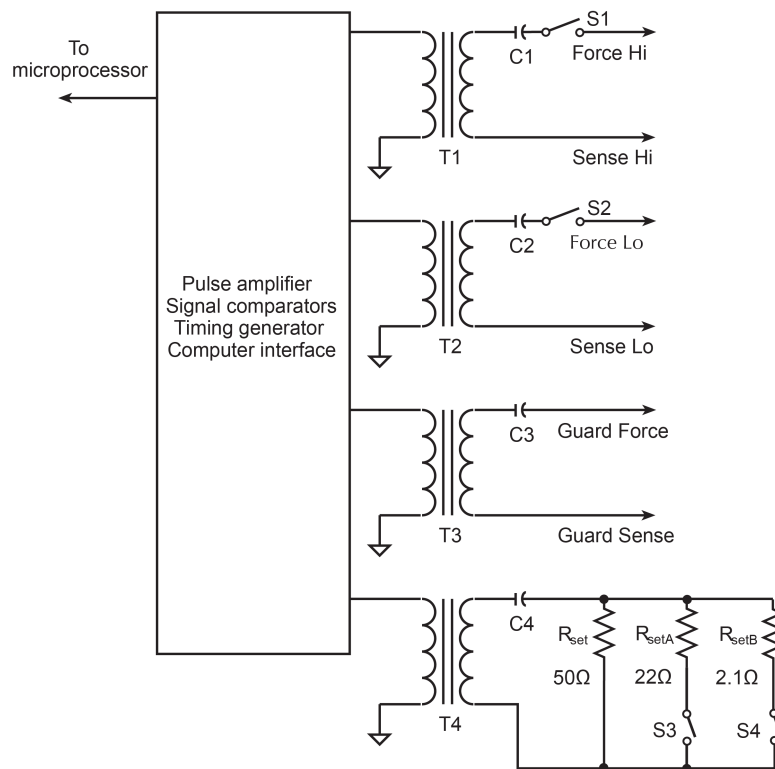 To
microprocessor
Pulse amplifier
Signal comparators
Timing generator
Computer interface
S1
C1
Force Hi
T1
Sense Hi
S2
C2
Force Lo
T2
Sense Lo
C3
Guard Force
T3
Guard Sense
C4
Rset
RsetA
RsetB
50Ω
22Ω
2.1Ω
T4
S3
S4